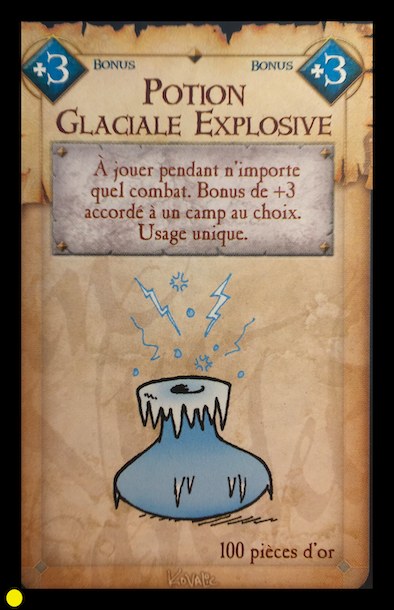 +3 BONUS BONUS +3
POTION
GLACIALE EXPLOSIVE
À jouer pendant n'importe
quel combat. Bonus de +3
accordé à un camp au choix.
Usage unique.
100 pièces d'or
KOVALIC